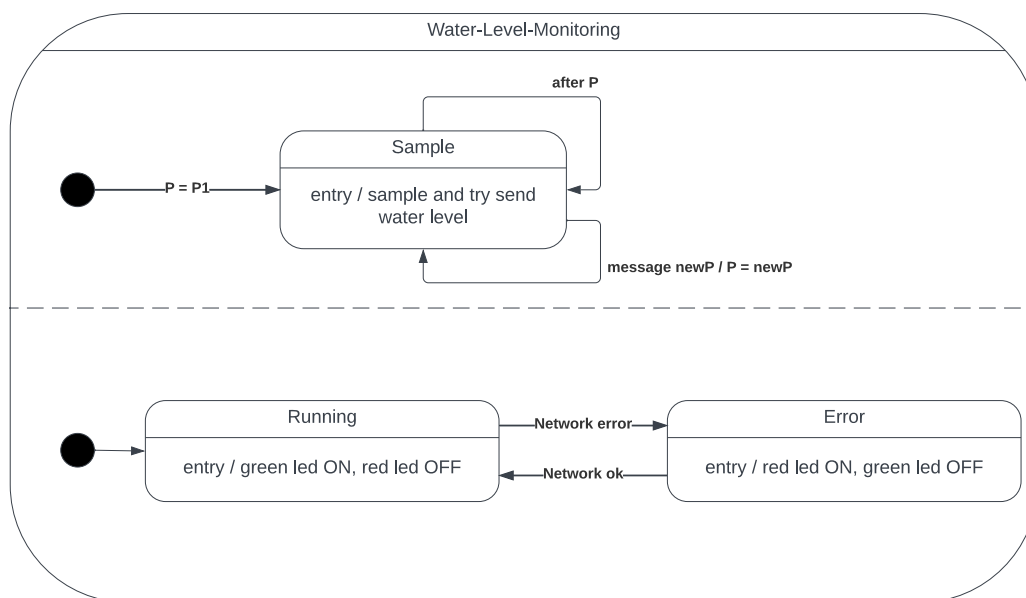 Water-Level-Monitoring
after P
Sample
P = P1
entry / sample and try send
water level
message newP / P = newP
Running
entry / green led ON, red led OFF
Network error
Network ok
Error
entry / red led ON, green led OFF